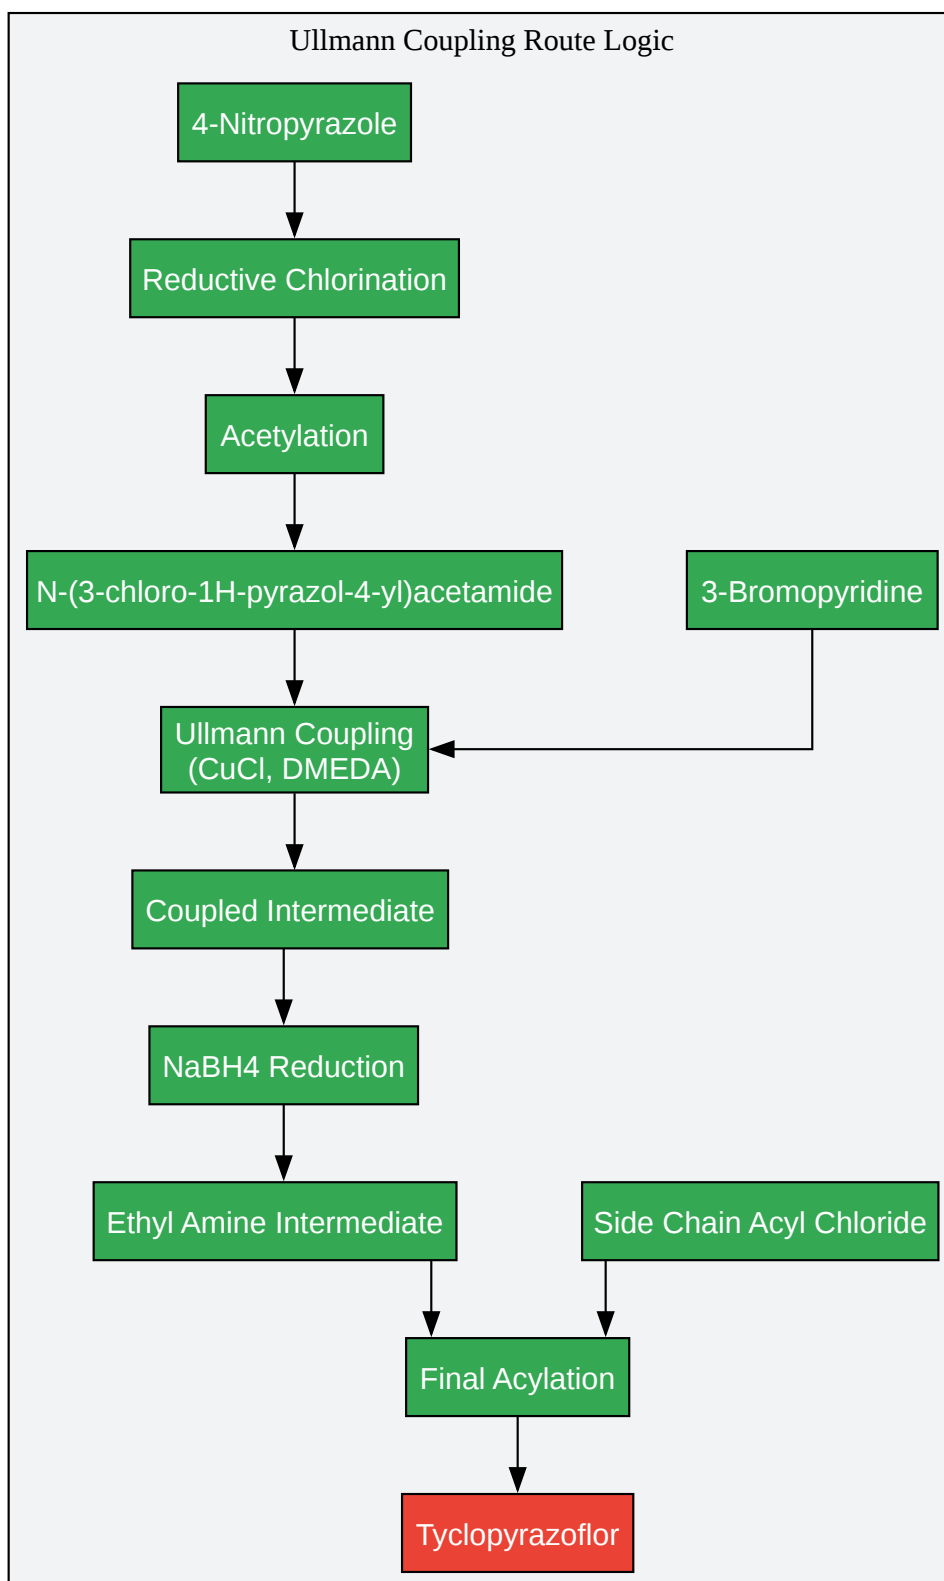 Ullmann Coupling Route Logic
4-Nitropyrazole
Reductive Chlorination
Acetylation
N-(3-chloro-1H-pyrazol-4-yl)acetamide
3-Bromopyridine
Ullmann Coupling
(CuCl, DMEDA)
Coupled Intermediate
NaBH4 Reduction
Ethyl Amine Intermediate
Side Chain Acyl Chloride
Final Acylation
Tyclopyrazoflor